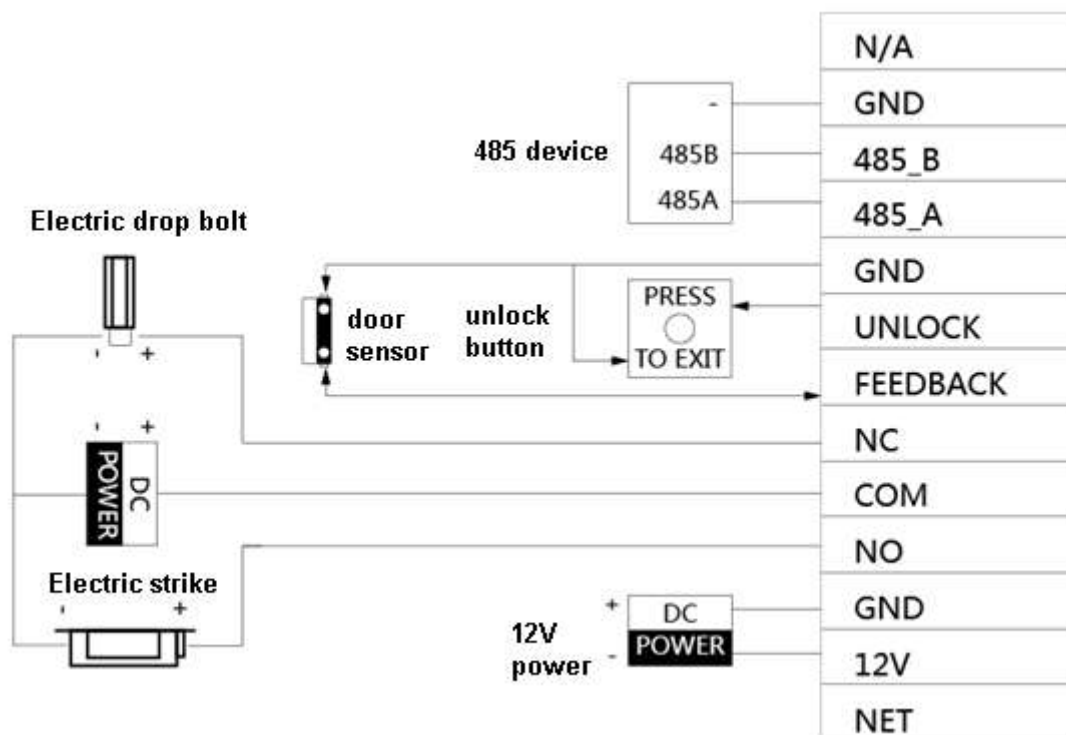 N/A
GND
485_B
485_A
GND
UNLOCK
FEEDBACK
NC
COM
NO
GND
12V
NET
485 device
-
485B
485A
Electric drop bolt
- +
door
sensor
unlock
button
PRESS
TO EXIT
- +
POWER
DC
Electric strike
- +
12V
power
+
-
DC
POWER